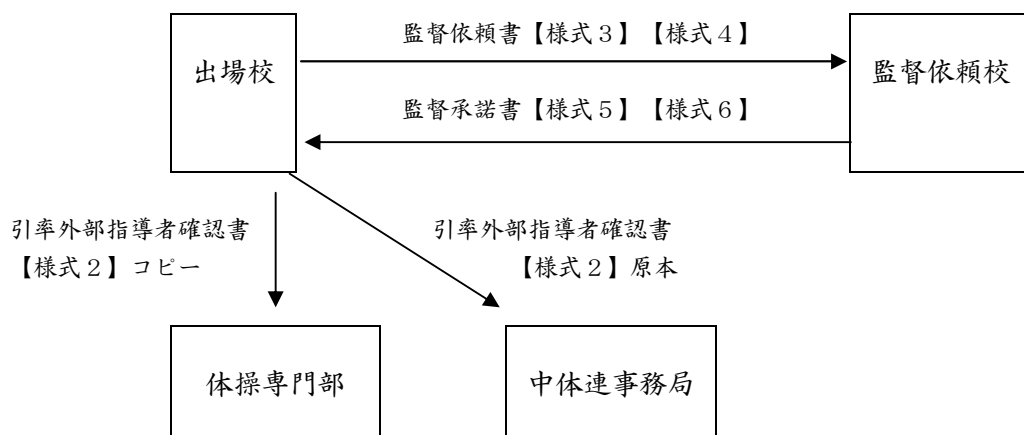 監督依頼書【様式３】【様式４】
出場校
監督依頼校
監督承諾書【様式５】【様式６】
引率外部指導者確認書
【様式２】コピー
引率外部指導者確認書
【様式２】原本
体操専門部
中体連事務局